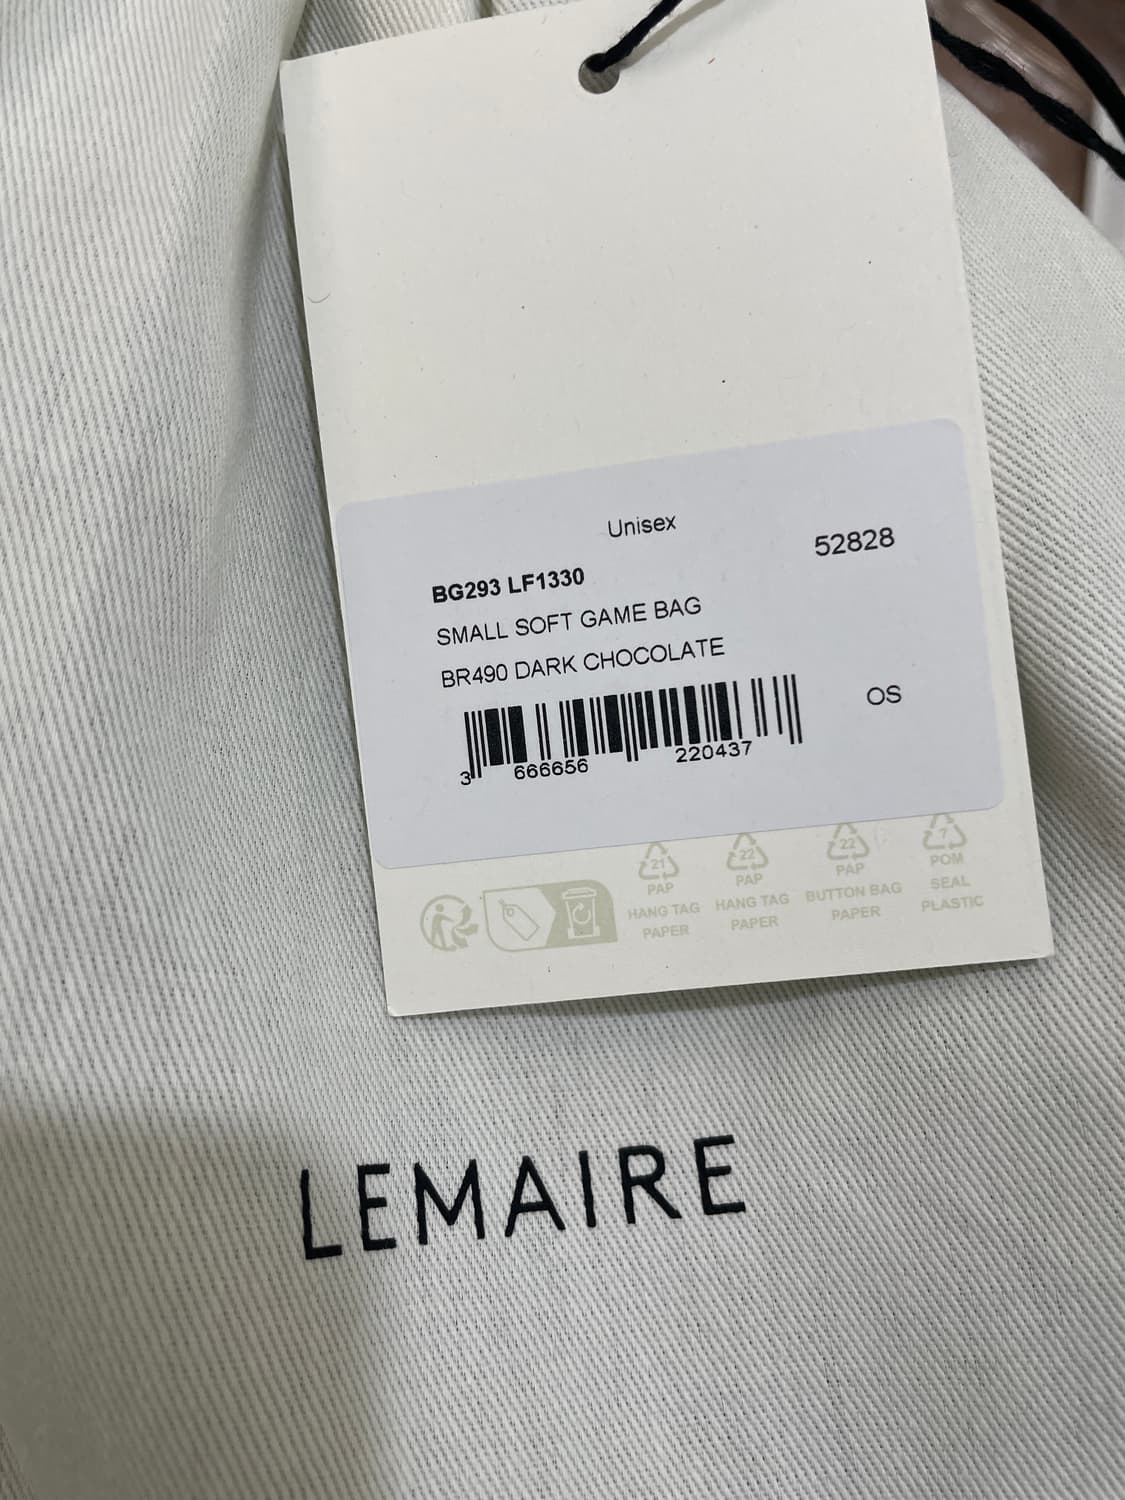 Unisex
52828
BG293 LF1330
SMALL SOFT GAME BAG
BR490 DARK CHOCOLATE
OS
3 666656 220437
21 22 22 7
PAP PAP PAP POM
HANG TAG HANG TAG BUTTON BAG SEAL
PAPER PAPER PAPER PLASTIC
LEMAIRE